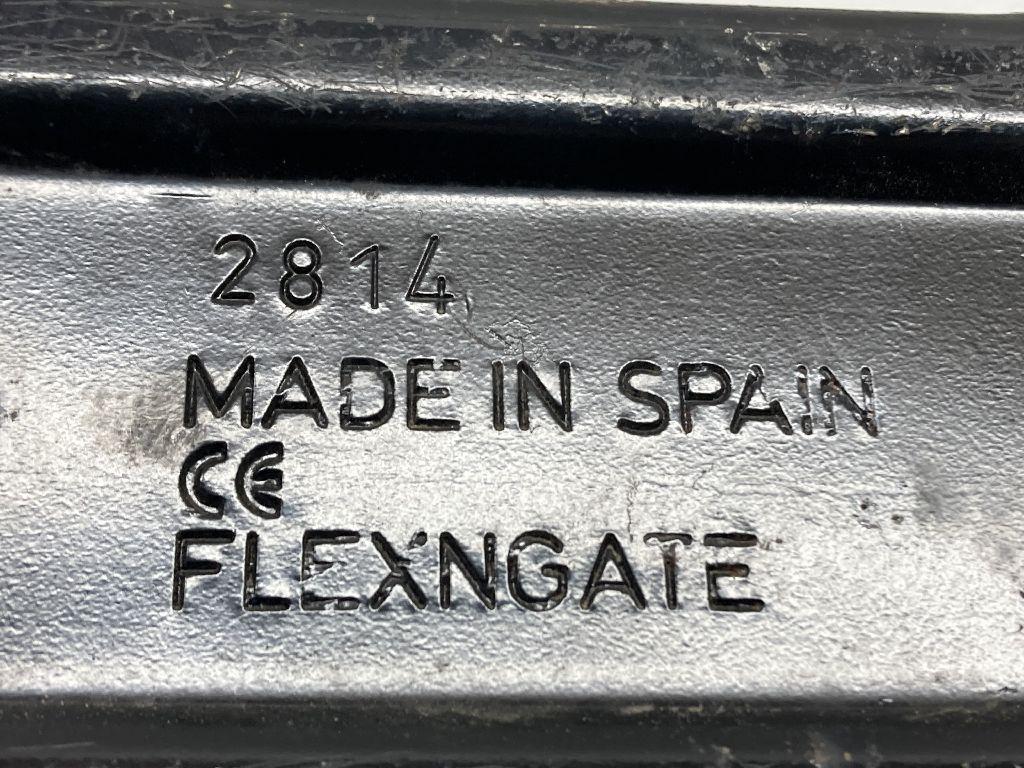 2814
MADE IN SPAIN
CE
FLEXNGATE